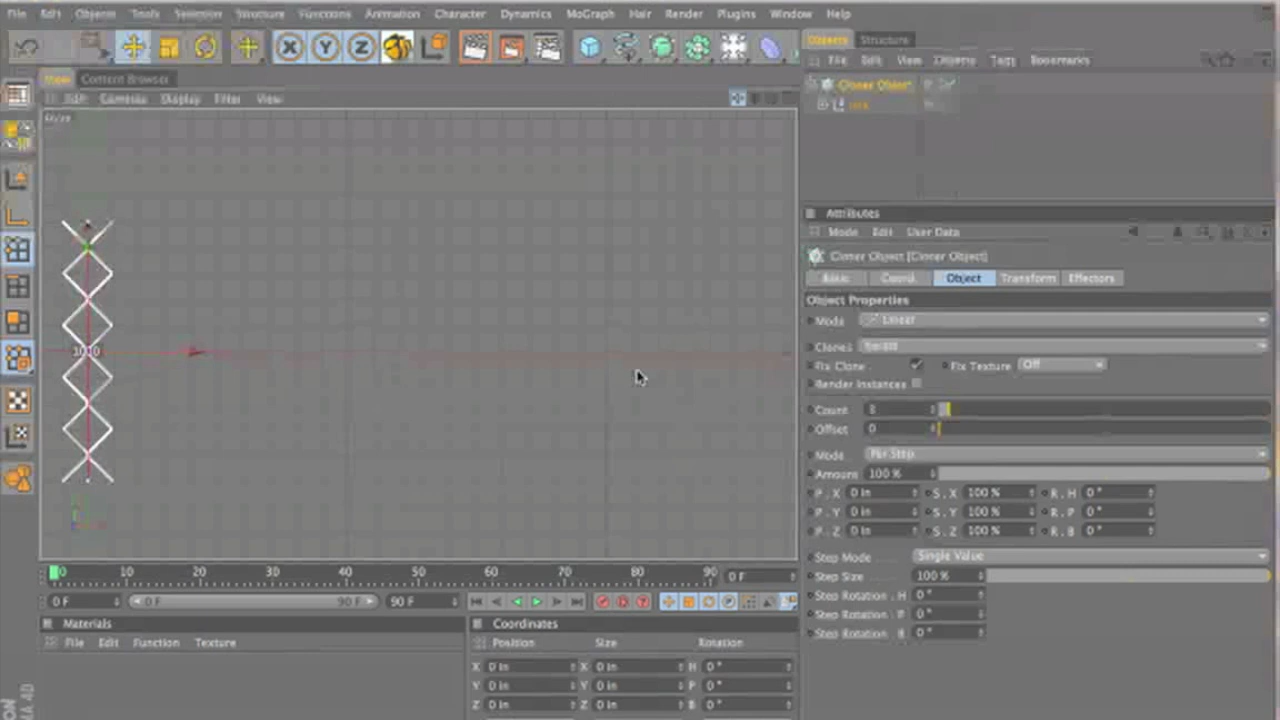 File Edit Objects Tools Selection Structure Functions Animation Character Dynamics MoGraph Hair Render Plugins Window Help
Objects Structure
View Content Browser
File Edit View Objects Tags Bookmarks
Edit Cameras Display Filter View
Cloner Object
Attributes
Mode Edit User Data
Cloner Object [Cloner Object]
Basic Coord. Object Transform Effectors
Object Properties
Mode Linear
Clones Iterate
Fix Clone Fix Texture Off
Render Instances
Count
Offset 0
Mode Per Step
Amount 100 %
P . X 0 in S . X 100 % R . H 0 °
P . Y 0 in S . Y 100 % R . P 0 °
P . Z 0 in S . Z 100 % R . B 0 °
Step Mode Single Value
Step Size 100 %
Step Rotation . H 0 °
Step Rotation . P 0 °
Step Rotation . B 0 °
0 10 20 30 40 50 60 70 80 90 0 F
0 F 0 F 90 F 90 F
Materials
File Edit Function Texture
Coordinates
Position Size Rotation
X 0 in X 0 in H 0 °
Y 0 in Y 0 in P 0 °
Z 0 in Z 0 in B 0 °